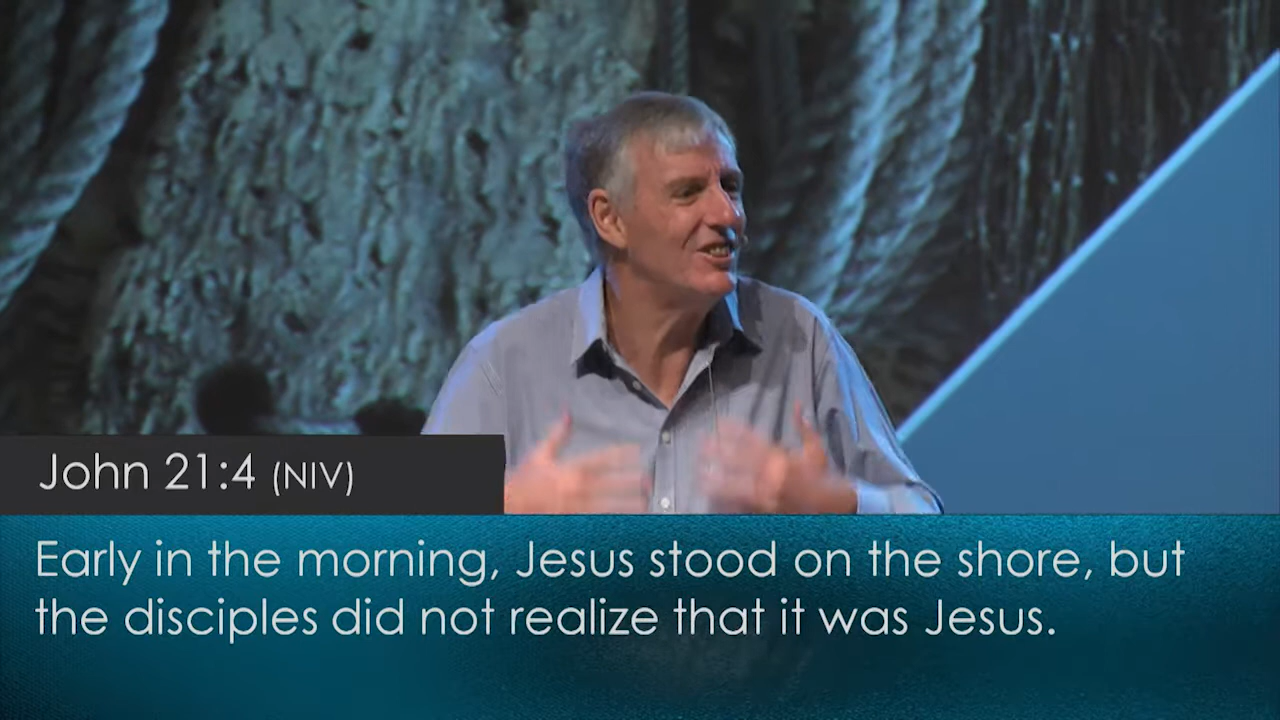 John 21:4 (NIV)
Early in the morning, Jesus stood on the shore, but
the disciples did not realize that it was Jesus.